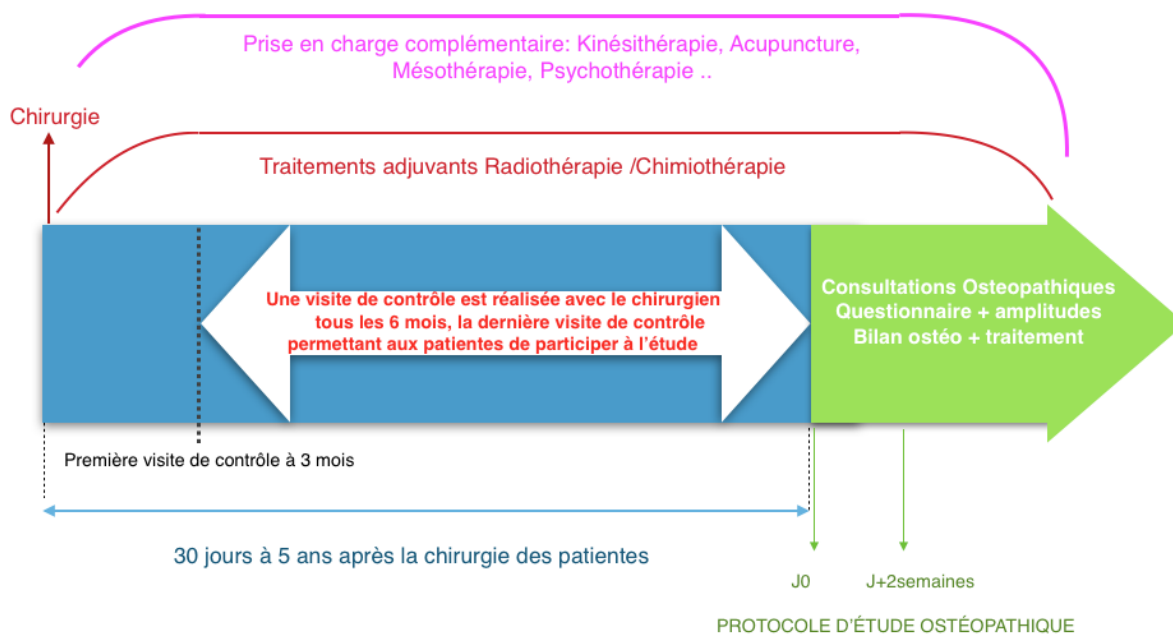 Prise en charge complémentaire: Kinésithérapie, Acupuncture,
Mésothérapie, Psychothérapie ..
Chirurgie
Traitements adjuvants Radiothérapie /Chimiothérapie
Une visite de contrôle est réalisée avec le chirurgien
tous les 6 mois, la dernière visite de contrôle
permettant aux patientes de participer à l'étude
Consultations Osteopathiques
Questionnaire + amplitudes
Bilan ostéo + traitement
Première visite de contrôle à 3 mois
30 jours à 5 ans après la chirurgie des patientes
J0
J+2semaines
PROTOCOLE D'ÉTUDE OSTÉOPATHIQUE